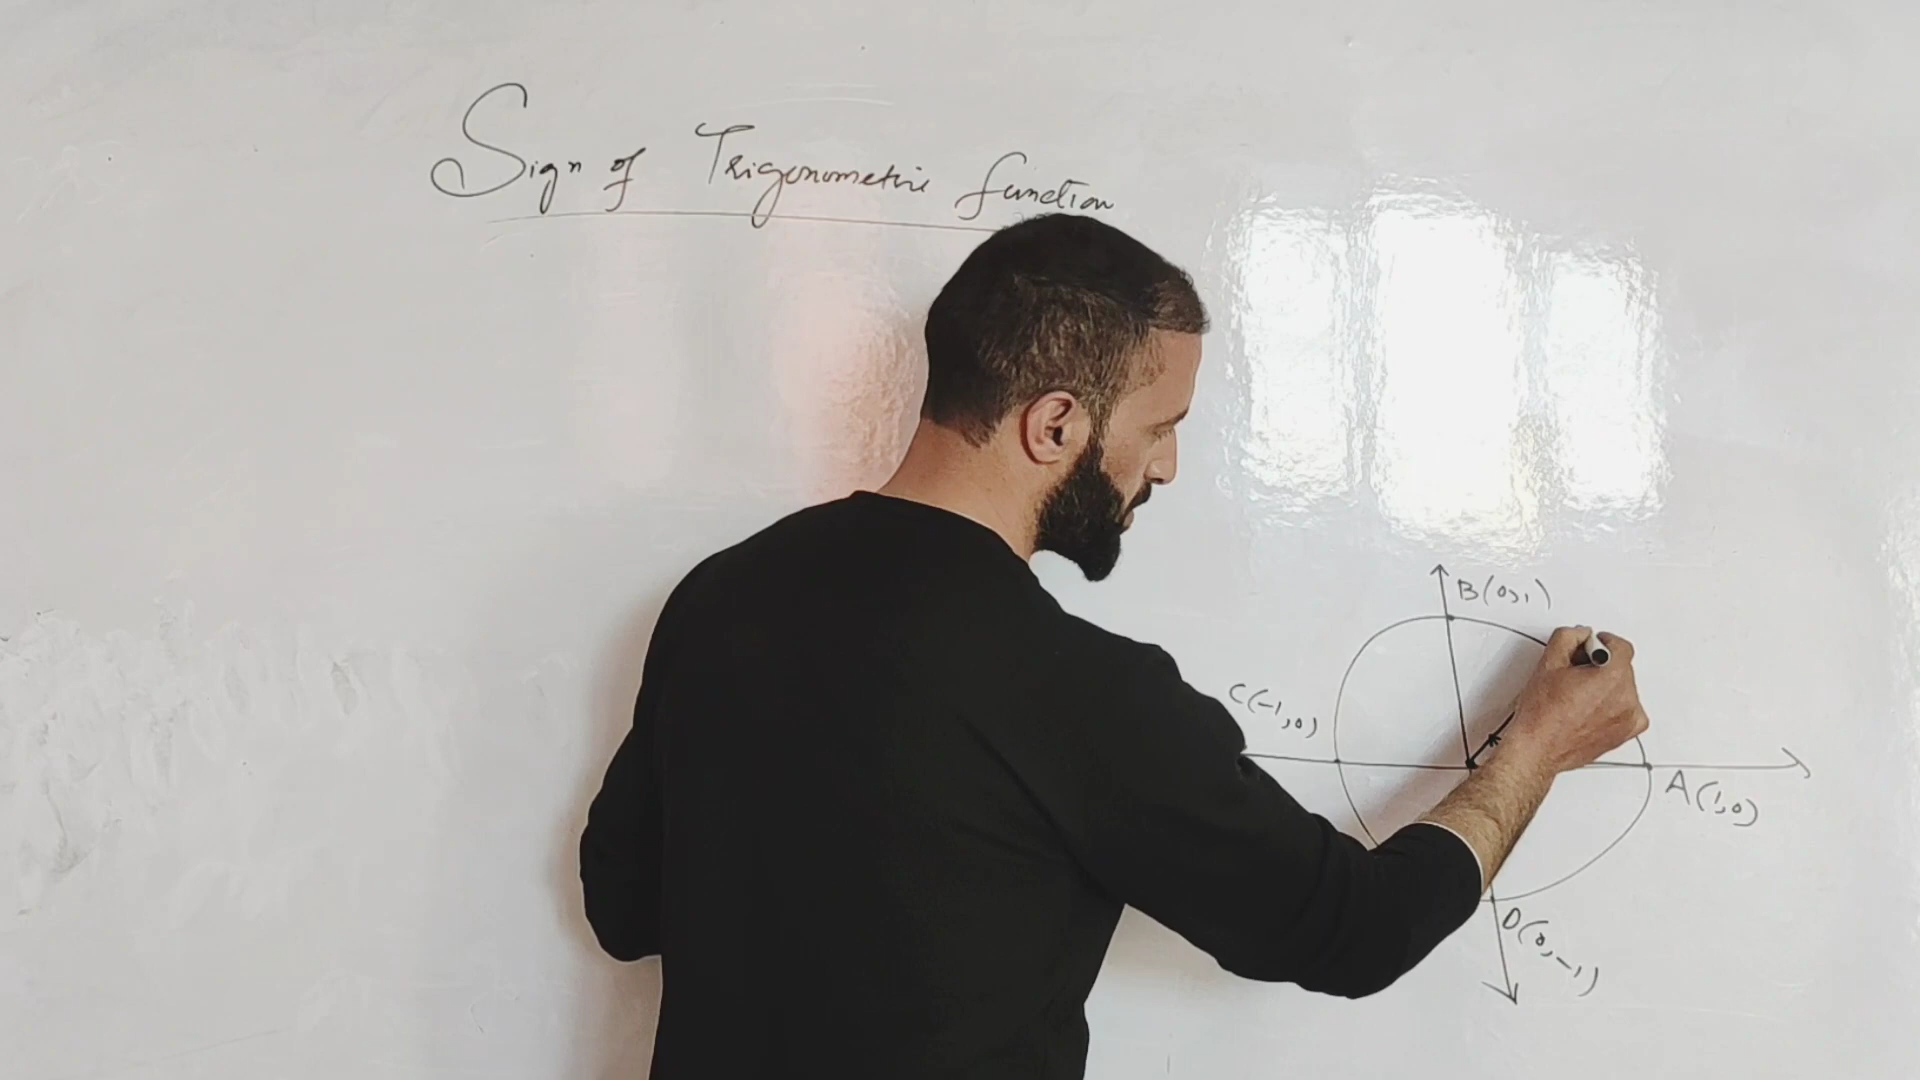 Sign of Trigonometric function
B(0,1)
C(-1,0)
A(1,0)
D(0,-1)